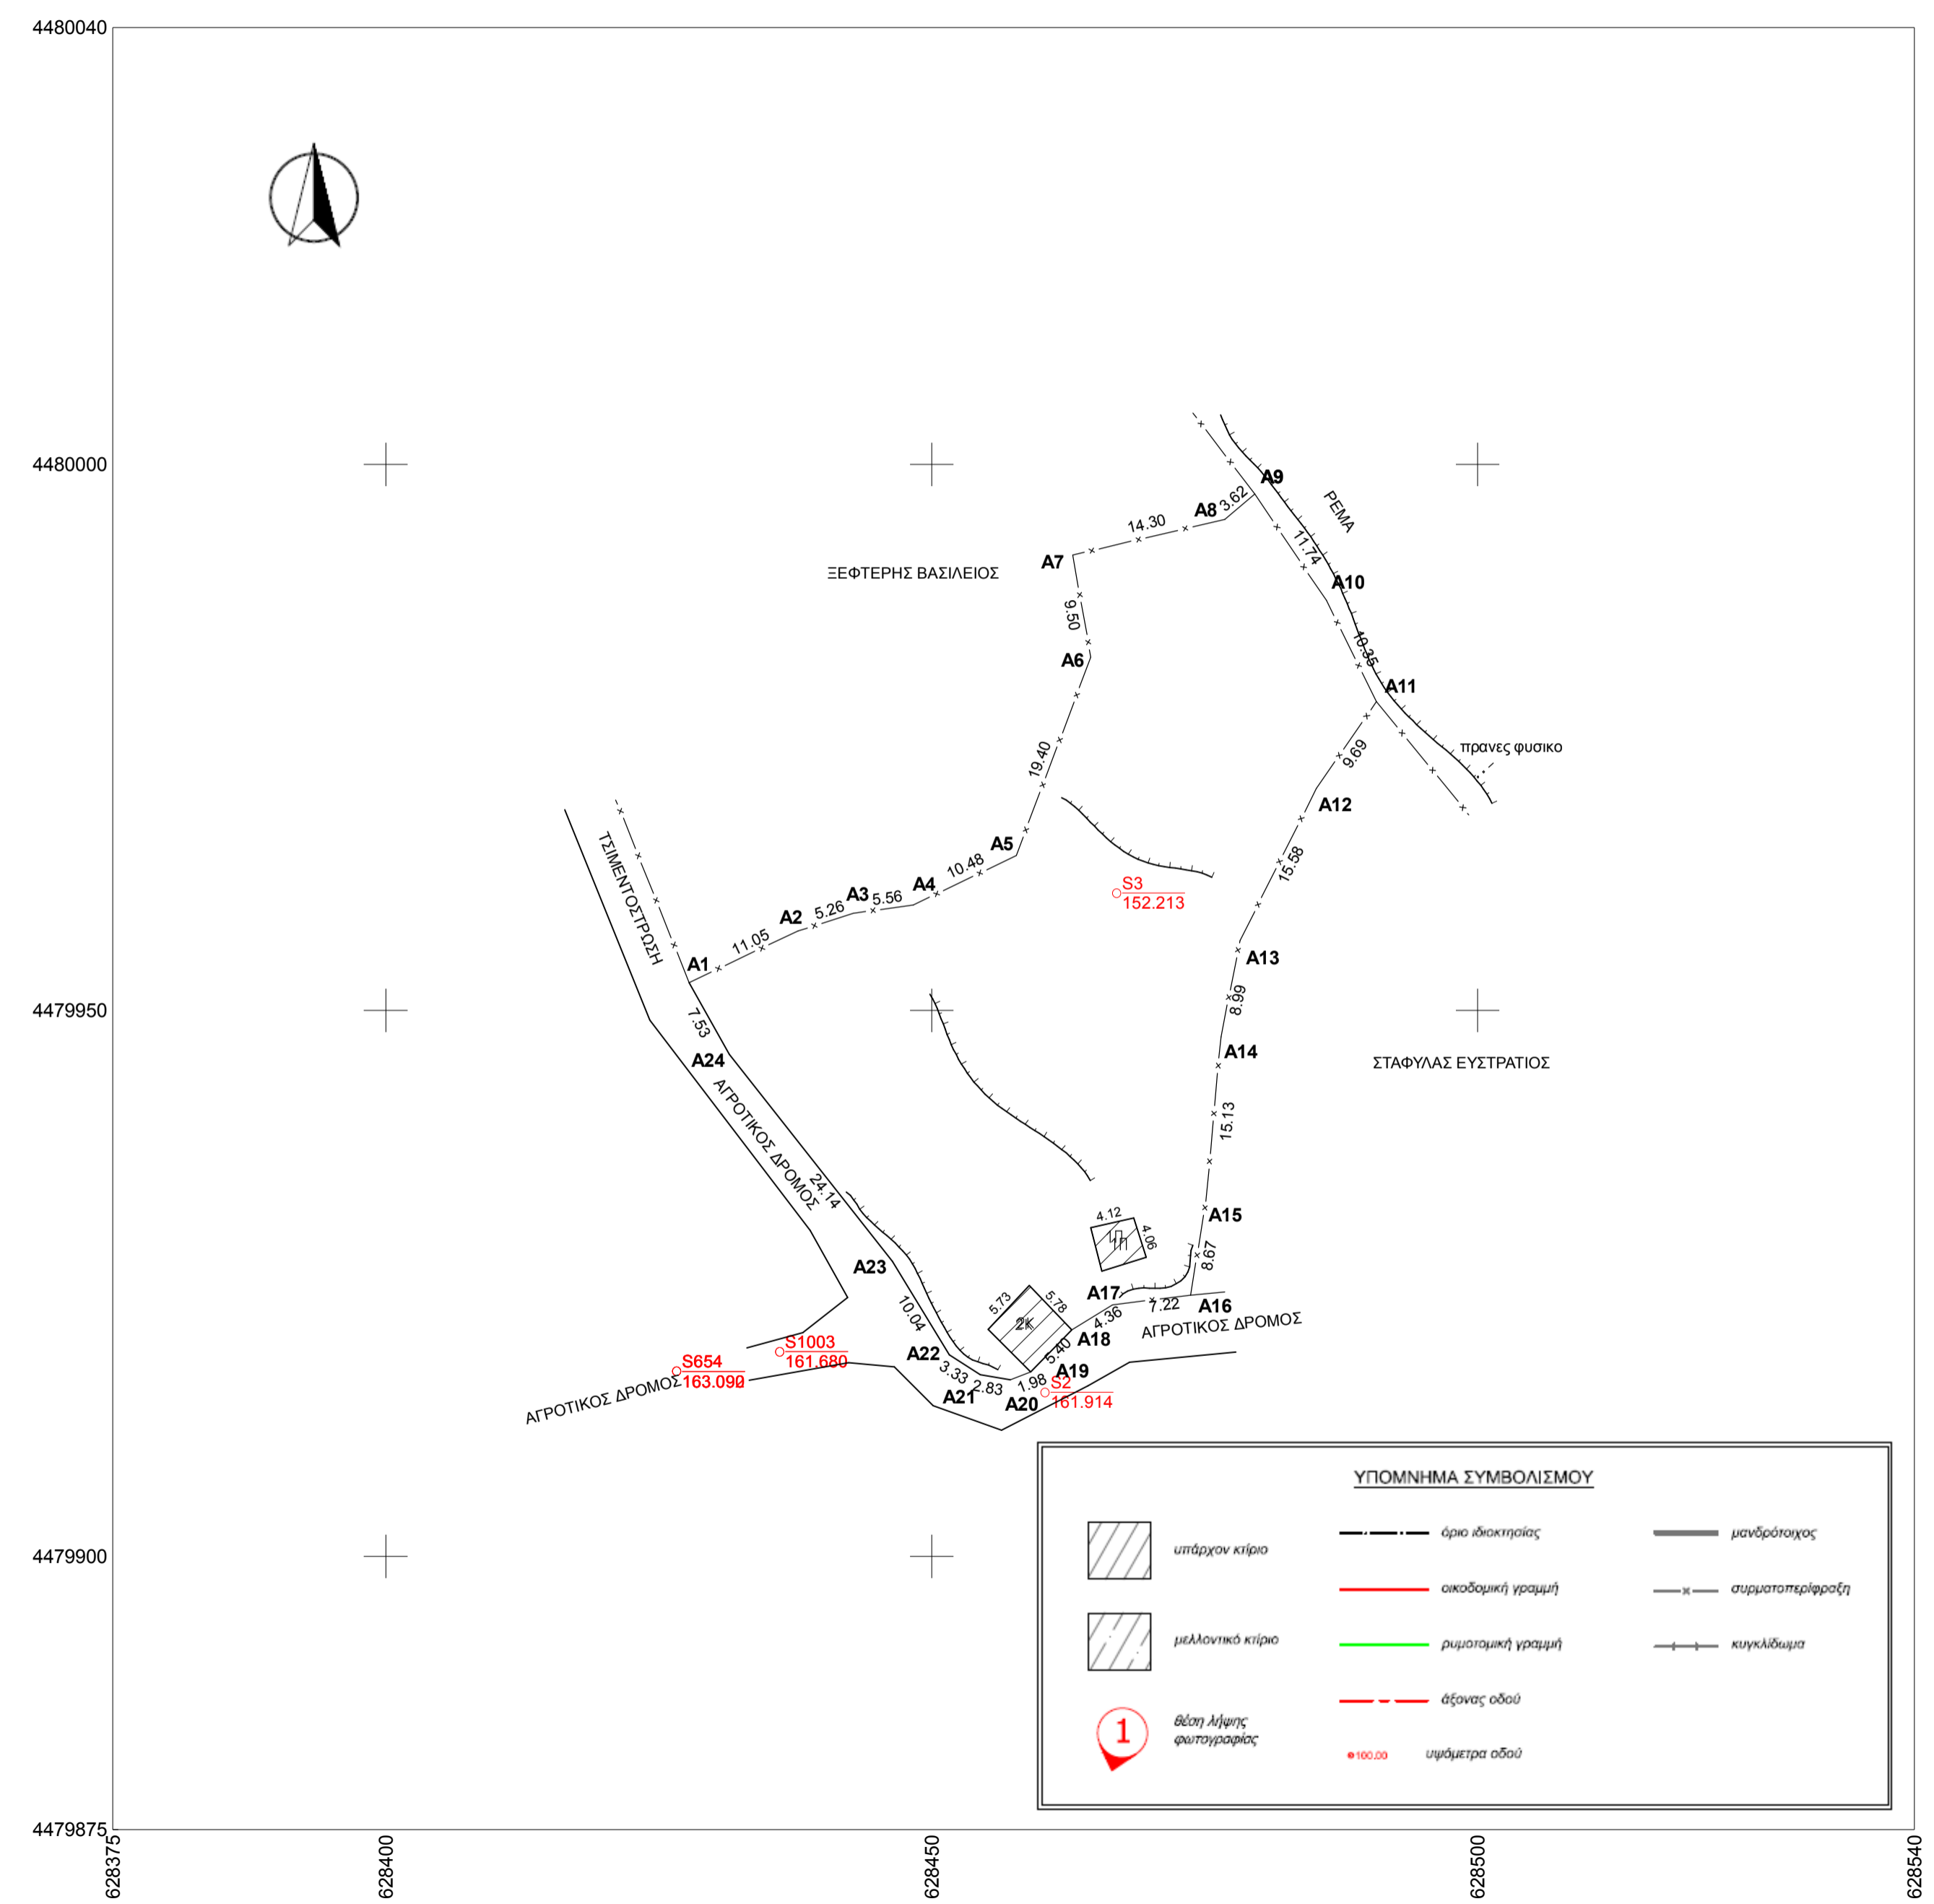 4480040
4480000
4479950
4479900
4479875
628375
628400
628450
628500
628540
A9
ΡΕΜΑ
A8
3.62
14.30
A7
11.74
ΞΕΦΤΕΡΗΣ ΒΑΣΙΛΕΙΟΣ
A10
9.50
10.35
A6
A11
πρανες φυσικο
19.40
9.69
A12
ΤΣΙΜΕΝΤΟΣΤΡΩΣΗ
A5
10.48
15.58
A4
A3
5.56
S3
152.213
A2
5.26
11.05
A1
A13
8.99
7.53
A24
A14
ΣΤΑΦΥΛΑΣ ΕΥΣΤΡΑΤΙΟΣ
ΑΓΡΟΤΙΚΟΣ ΔΡΟΜΟΣ
15.13
24.14
4.12
4.06
A15
A23
8.67
A17
5.73
5.78
2K
7.22
A16
10.04
4.36
ΑΓΡΟΤΙΚΟΣ ΔΡΟΜΟΣ
A18
S1003
161.680
A22
5.40
S654
A19
3.33
2.83
1.98
S2
161.914
A21
A20
ΑΓΡΟΤΙΚΟΣ ΔΡΟΜΟΣ
ΥΠΟΜΝΗΜΑ ΣΥΜΒΟΛΙΣΜΟΥ
υπάρχον κτίριο
μελλοντικό κτίριο
1
θέση λήψης
φωτογραφίας
όριο ιδιοκτησίας
οικοδομική γραμμή
ρυμοτομική γραμμή
άξονας οδού
100.00
υψόμετρα οδού
μανδρότοιχος
συρματοπερίφραξη
κιγκλίδωμα